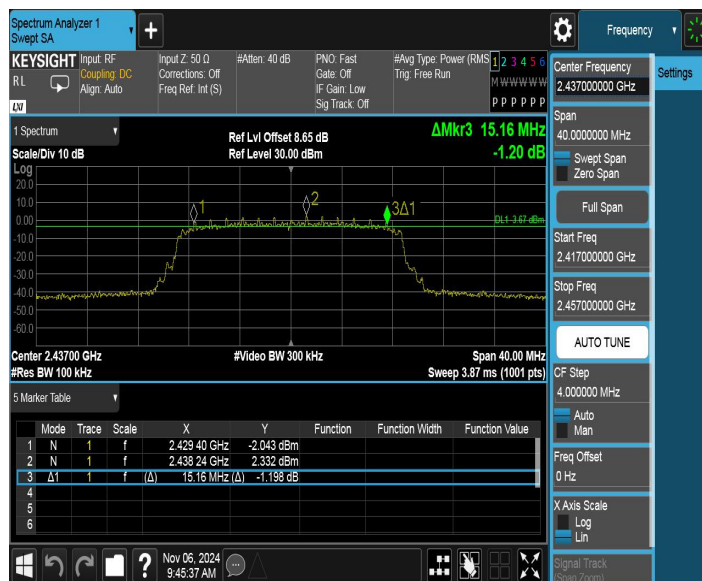 Spectrum Analyzer 1
Swept SA
Frequency
KEYSIGHT
Input: RF
Coupling: DC
Align: Auto
Input Z: 50 Ω
Corrections: Off
Freq Ref: Int (S)
#Atten: 40 dB
PNO: Fast
Gate: Off
IF Gain: Low
Sig Track: Off
#Avg Type: Power (RMS
Trig: Free Run
1 2 3 4 5 6
M W W W W W
P P P P P P
R L
LXI
1 Spectrum
Scale/Div 10 dB
Ref Lvl Offset 8.65 dB
Ref Level 30.00 dBm
ΔMkr3 15.16 MHz
-1.20 dB
Log
20.0
10.0
0.00
-10.0
-20.0
-30.0
-40.0
-50.0
-60.0
1
2
3Δ1
DL1 -3.67 dBm
Center 2.43700 GHz
#Video BW 300 kHz
Span 40.00 MHz
#Res BW 100 kHz
Sweep 3.87 ms (1001 pts)
5 Marker Table
Mode Trace Scale X Y Function Function Width Function Value
1 N 1 f 2.429 40 GHz -2.043 dBm
2 N 1 f 2.438 24 GHz 2.332 dBm
3 Δ1 1 f (Δ) 15.16 MHz (Δ) -1.198 dB
4
5
6
Nov 06, 2024
9:45:37 AM
Center Frequency
2.437000000 GHz
Settings
Span
40.0000000 MHz
Swept Span
Zero Span
Full Span
Start Freq
2.417000000 GHz
Stop Freq
2.457000000 GHz
AUTO TUNE
CF Step
4.000000 MHz
Auto
Man
Freq Offset
0 Hz
X Axis Scale
Log
Lin
Signal Track
(Span Zoom)